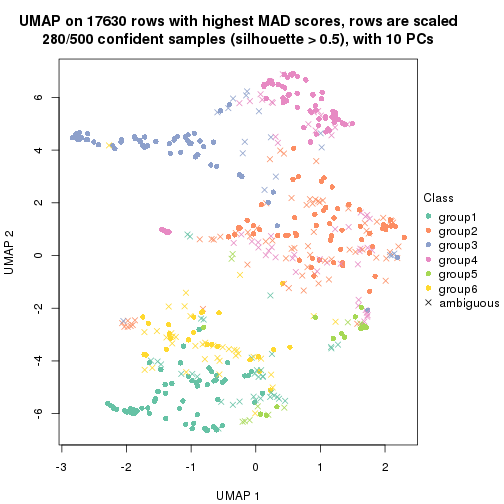 UMAP on 17630 rows with highest MAD scores, rows are scaled
280/500 confident samples (silhouette > 0.5), with 10 PCs
6
4
2
0
-2
-4
-6
UMAP 2
-3
-2
-1
0
1
2
UMAP 1
Class
group1
group2
group3
group4
group5
group6
ambiguous